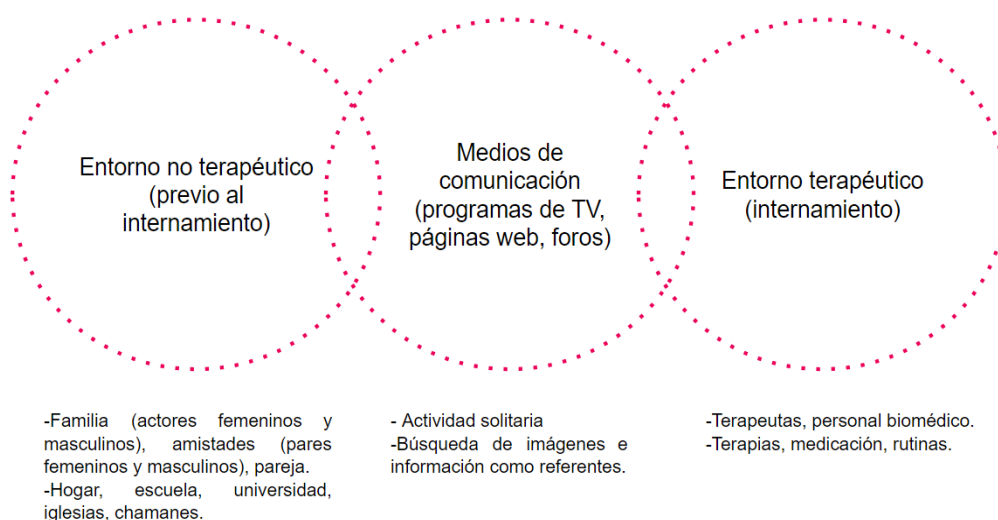 Entorno no terapéutico
(previo al
internamiento)
Medios de
comunicación
(programas de TV,
páginas web, foros)
Entorno terapéutico
(internamiento)
-Familia (actores femeninos y
masculinos), amistades (pares
femeninos y masculinos), pareja.
-Hogar, escuela, universidad,
iglesias, chamanes.
- Actividad solitaria
-Búsqueda de imágenes e
información como referentes.
-Terapeutas, personal biomédico.
-Terapias, medicación, rutinas.